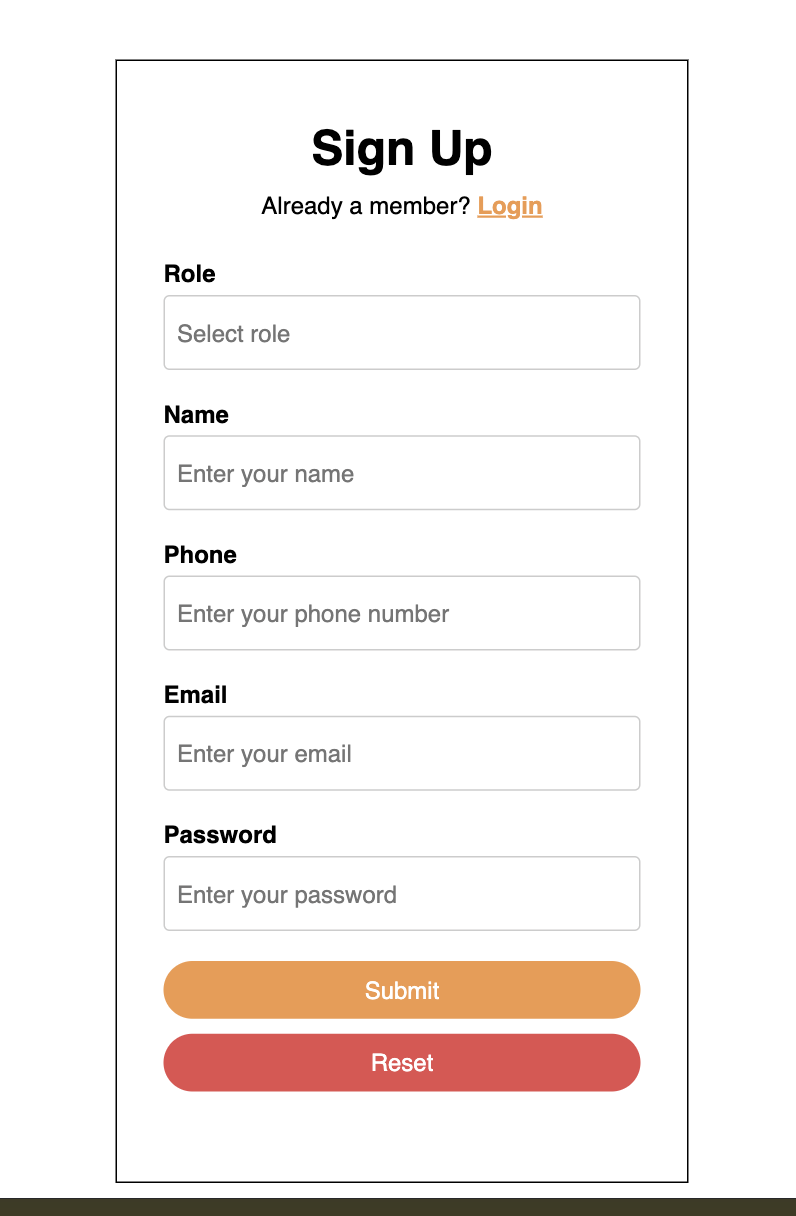 Sign Up
Already a member? Login
Role
Select role
Name
Enter your name
Phone
Enter your phone number
Email
Enter your email
Password
Enter your password
Submit
Reset